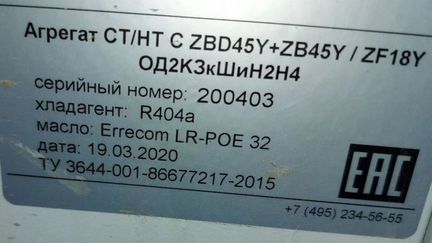 Агрегат СТ/НТ С ZBD45Y+ZB45Y / ZF18Y
ОД2К3кШиН2Н4
серийный номер: 200403
хладагент: R404a
масло: Errecom LR-POE 32
дата: 19.03.2020
ТУ 3644-001-86677217-2015
EAC
+7 (495) 234-56-55